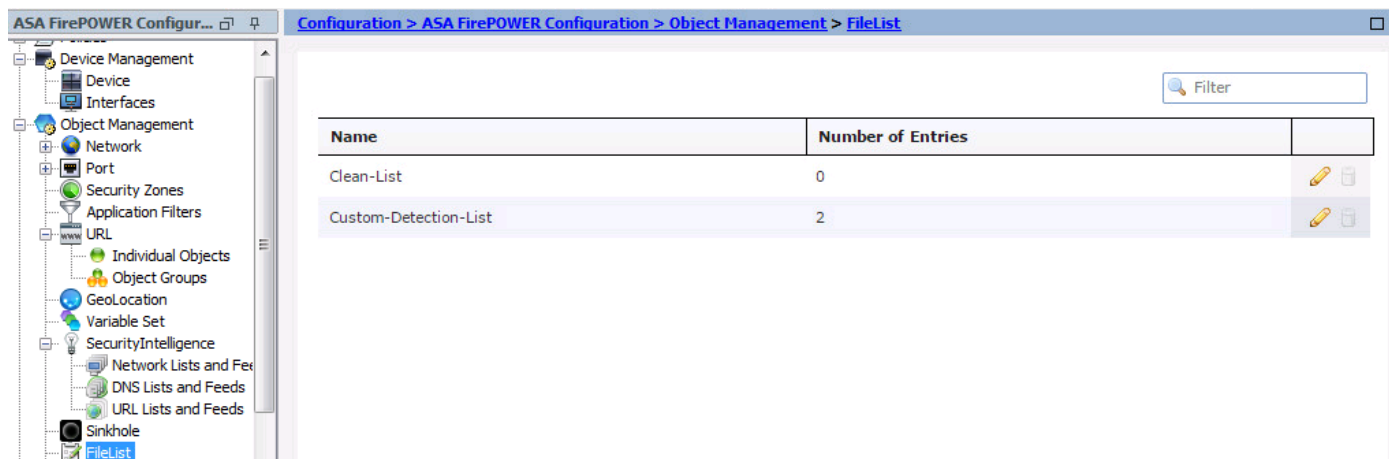 ASA FirePOWER Configur...
Configuration > ASA FirePOWER Configuration > Object Management > FileList
Device Management
Device
Interfaces
Object Management
Network
Port
Security Zones
Application Filters
www URL
Individual Objects
Object Groups
GeoLocation
Variable Set
SecurityIntelligence
Network Lists and Fee
DNS Lists and Feeds
URL Lists and Feeds
Sinkhole
FileList
Filter
Name Number of Entries
Clean-List 0
Custom-Detection-List 2